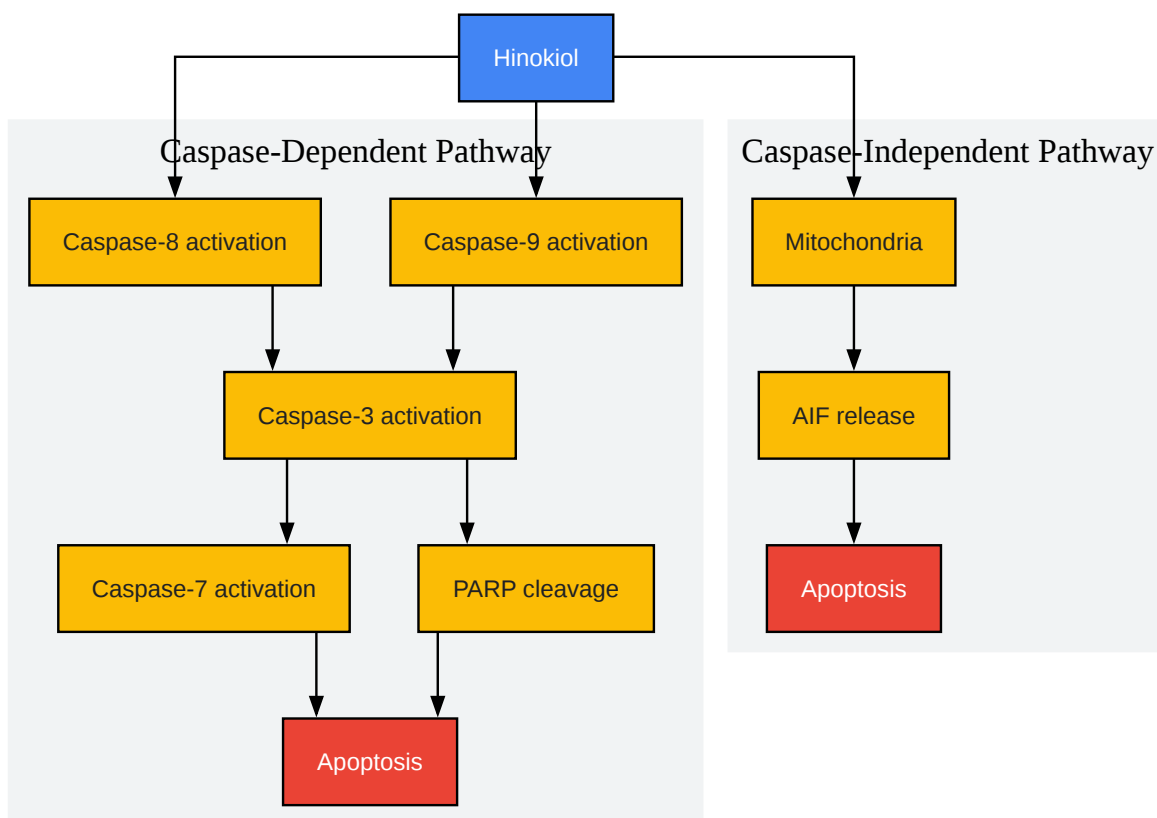 Hinokiol
Caspase-Dependent Pathway
Caspase-Independent Pathway
Caspase-8 activation
Caspase-9 activation
Mitochondria
Caspase-3 activation
AIF release
Caspase-7 activation
PARP cleavage
Apoptosis
Apoptosis